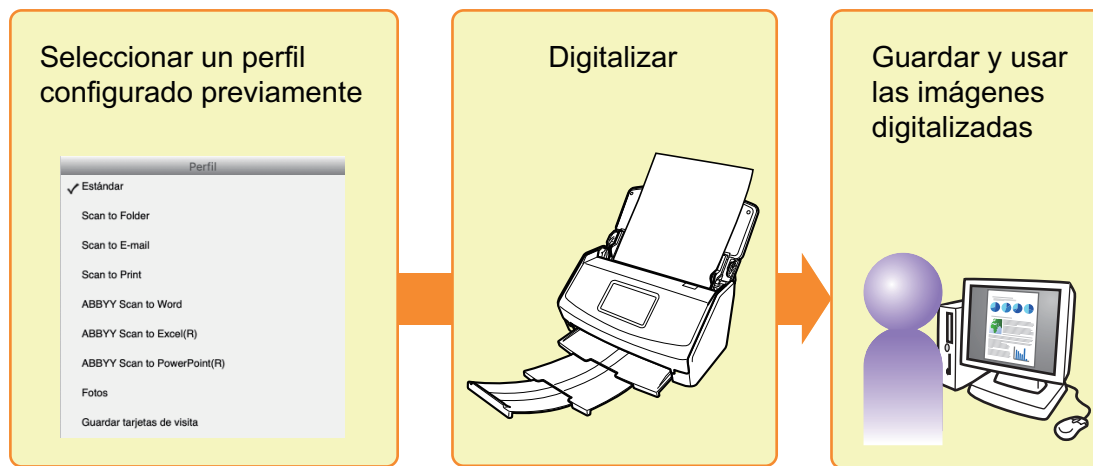 Seleccionar un perfil
configurado previamente
Perfil
Estándar
Scan to Folder
Scan to E-mail
Scan to Print
ABBYY Scan to Word
ABBYY Scan to Excel(R)
ABBYY Scan to PowerPoint(R)
Fotos
Guardar tarjetas de visita
Digitalizar
Guardar y usar
las imágenes
digitalizadas